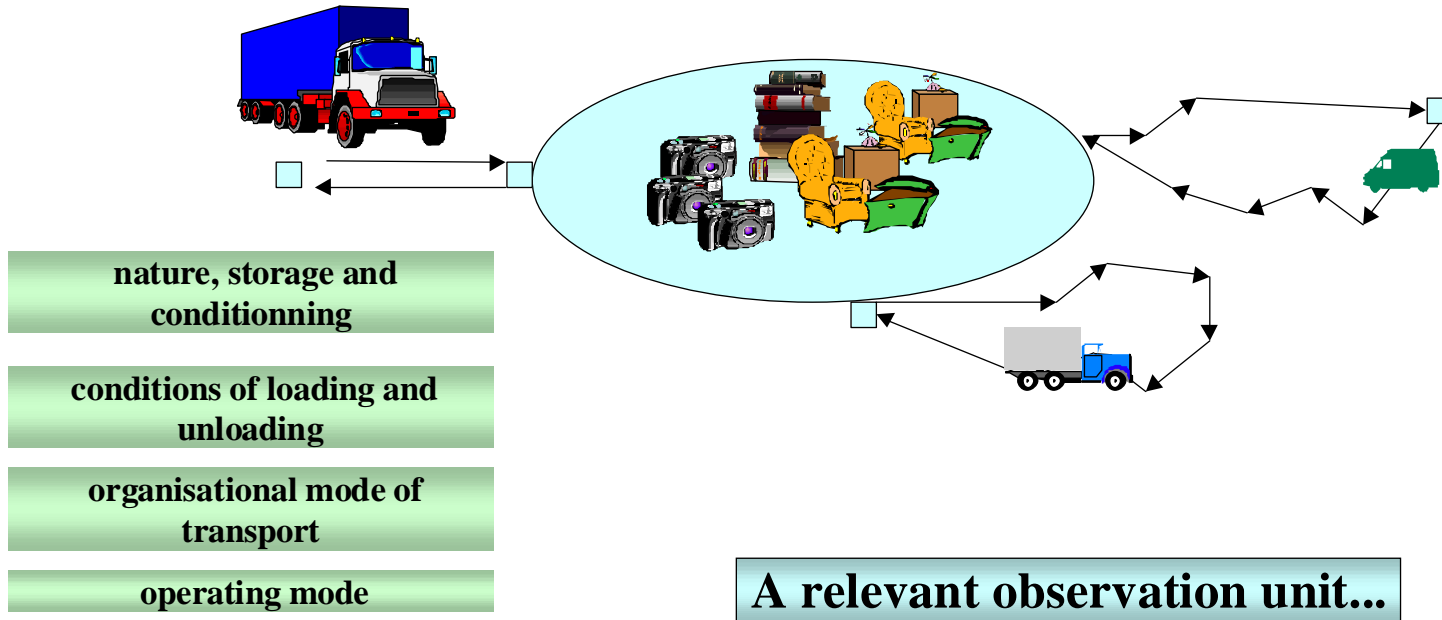 nature, storage and
conditionning
conditions of loading and
unloading
organisational mode of
transport
operating mode
A relevant observation unit...